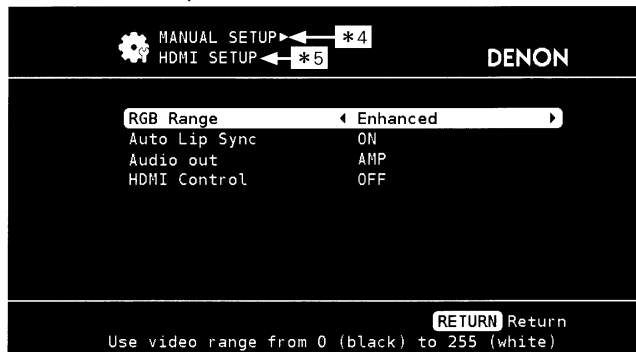 MANUAL SETUP▸ *4
HDMI SETUP *5
DENON
RGB Range ◂ Enhanced ▸
Auto Lip Sync ON
Audio out AMP
HDMI Control OFF
RETURN Return
Use video range from 0 (black) to 255 (white)